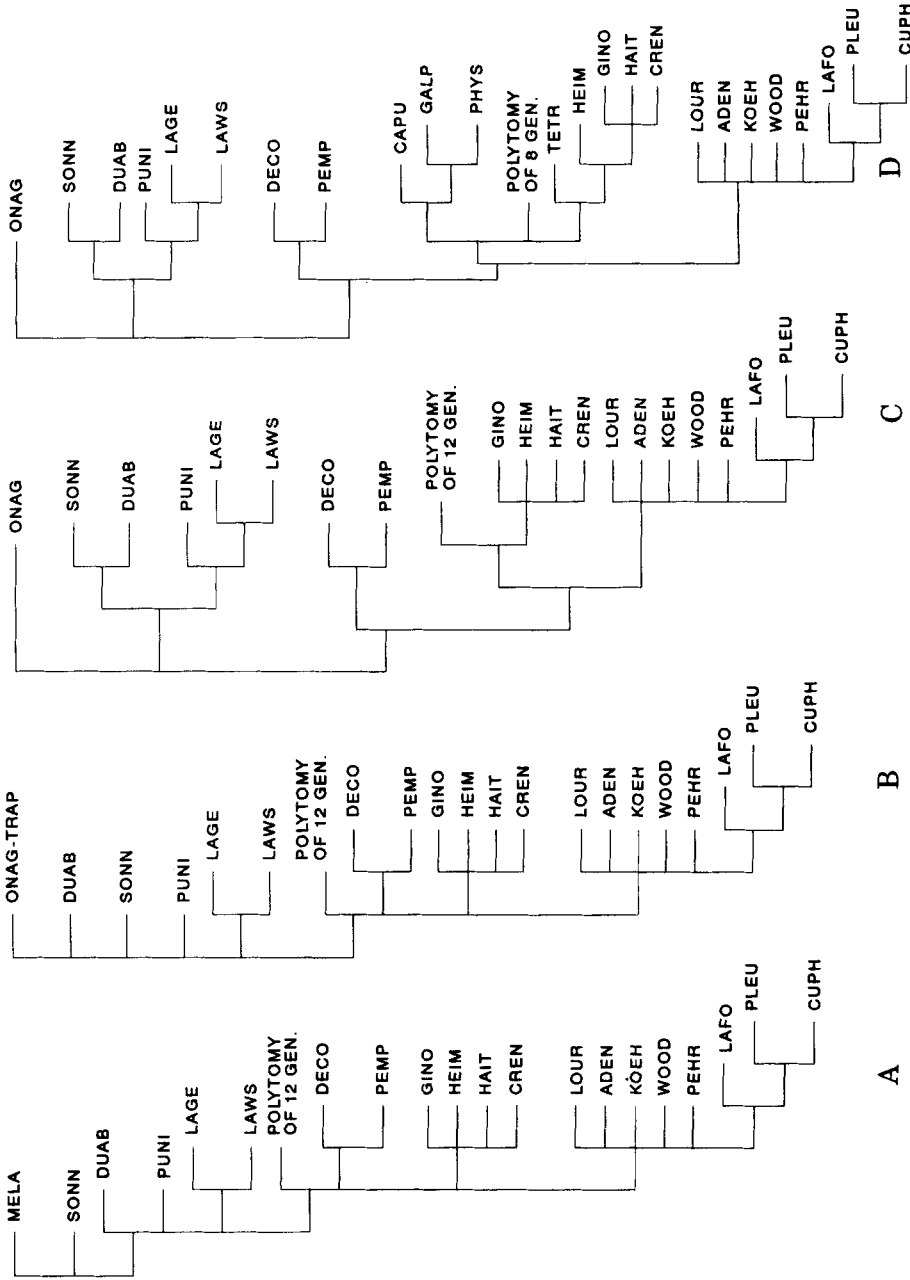 MELA
SONN
DUAB
PUNI
LAGE
LAWS
POLYTOMY
OF 12 GEN.
DECO
PEMP
GINO
HEIM
HAIT
CREN
LOUR
ADEN
KOEH
WOOD
PEHR
LAFO
PLEU
CUPH
A
ONAG-TRAP
DUAB
SONN
PUNI
LAGE
LAWS
POLYTOMY
OF 12 GEN.
DECO
PEMP
GINO
HEIM
HAIT
CREN
LOUR
ADEN
KOEH
WOOD
PEHR
LAFO
PLEU
CUPH
B
ONAG
SONN
DUAB
PUNI
LAGE
LAWS
DECO
PEMP
POLYTOMY
OF 12 GEN.
GINO
HEIM
HAIT
CREN
LOUR
ADEN
KOEH
WOOD
PEHR
LAFO
PLEU
CUPH
C
ONAG
SONN
DUAB
PUNI
LAGE
LAWS
DECO
PEMP
CAPU
GALP
PHYS
POLYTOMY
OF 8 GEN.
TETR
HEIM
GINO
HAIT
CREN
LOUR
ADEN
KOEH
WOOD
PEHR
LAFO
PLEU
CUPH
D